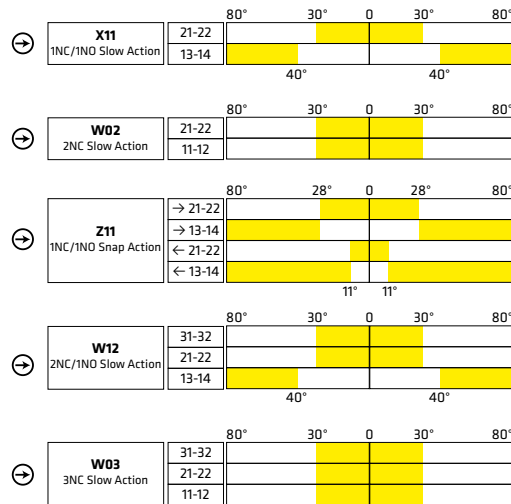 80° 30° 0 30° 80°
X11
1NC/1NO Slow Action
21-22
13-14
40° 40°
80° 30° 0 30° 80°
W02
2NC Slow Action
21-22
11-12
80° 28° 0 28° 80°
Z11
1NC/1NO Snap Action
→ 21-22
→ 13-14
← 21-22
← 13-14
11° 11°
80° 30° 0 30° 80°
W12
2NC/1NO Slow Action
31-32
21-22
13-14
40° 40°
80° 30° 0 30° 80°
W03
3NC Slow Action
31-32
21-22
11-12